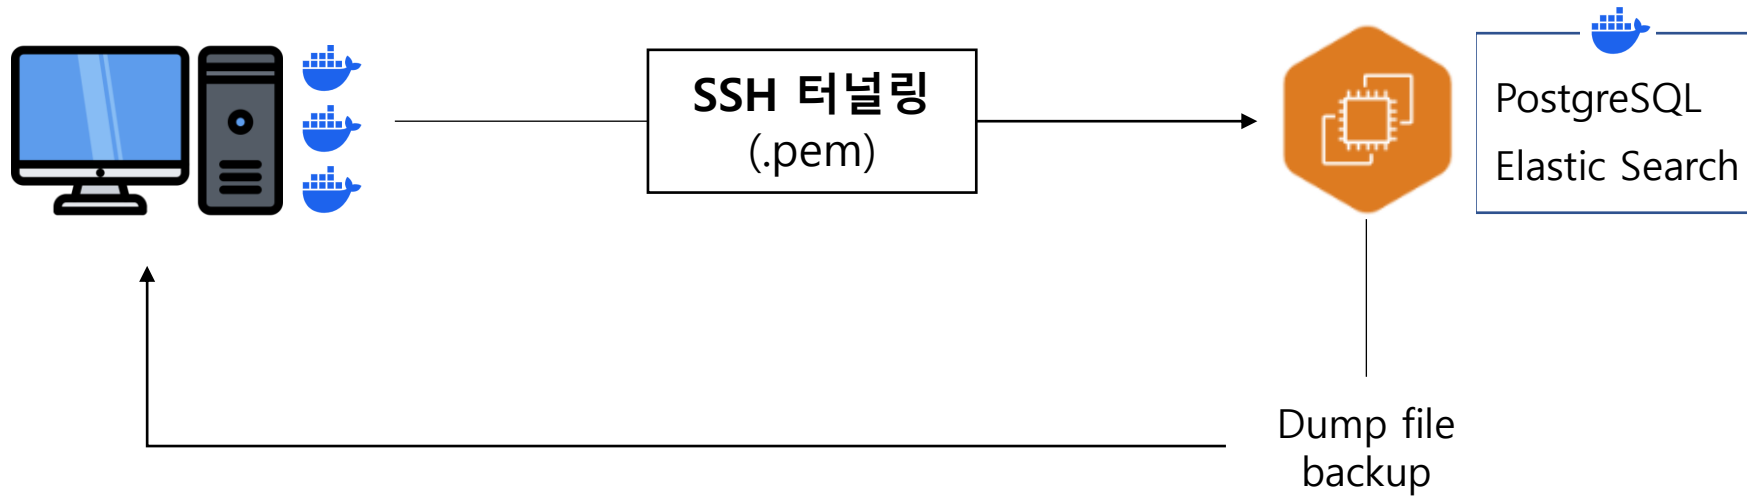 SSH 터널링
(.pem)
PostgreSQL
Elastic Search
Dump file
backup